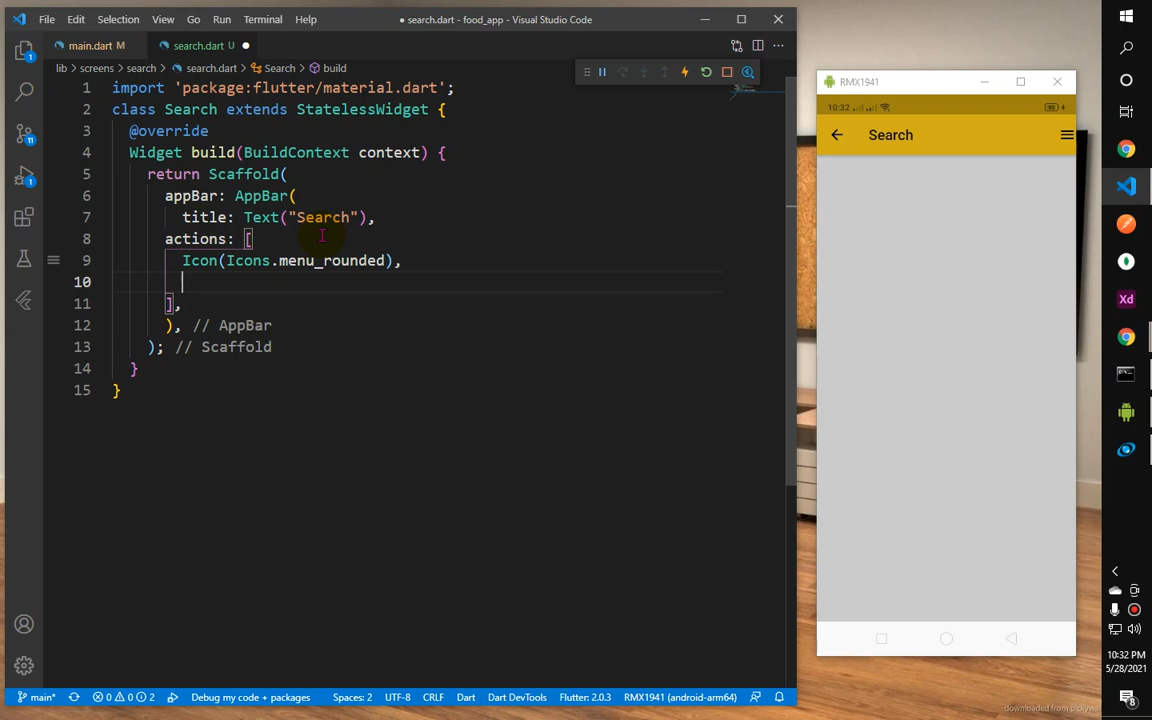 File Edit Selection View Go Run Terminal Help
● search.dart - food_app - Visual Studio Code
main.dart M
search.dart U ●
lib > screens > search > search.dart > Search > build
1 import 'package:flutter/material.dart';
2 class Search extends StatelessWidget {
3 @override
4 Widget build(BuildContext context) {
5 return Scaffold(
6 appBar: AppBar(
7 title: Text("Search"),
8 actions: [
9 Icon(Icons.menu_rounded),
10
11 ],
12 ), // AppBar
13 ); // Scaffold
14 }
15 }
1
11
1
main* 0 0 2 Debug my code + packages Spaces: 2 UTF-8 CRLF Dart Dart DevTools Flutter: 2.0.3 RMX1941 (android-arm64)
RMX1941
10:32
Search
Xd
10:32 PM
5/28/2021
8